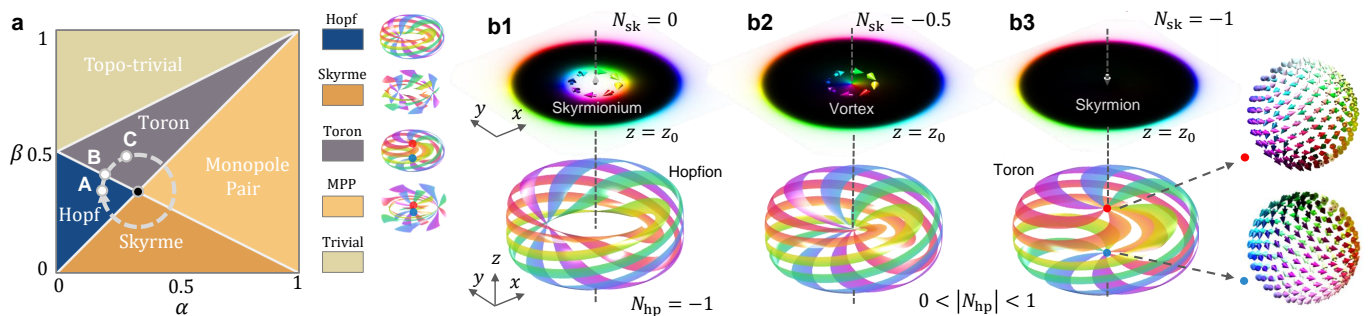 a
1
Topo-trivial
Toron
C
β 0.5
B
A
Monopole
Pair
Hopf
Skyrme
0
0
0.5
1
α
Hopf
Skyrme
Toron
MPP
Trivial
b1
N_sk = 0
Skyrmionium
y
x
z = z_0
Hopfion
z
y
x
N_hp = −1
b2
N_sk = −0.5
Vortex
z = z_0
0 < |N_hp| < 1
b3
N_sk = −1
Skyrmion
z = z_0
Toron